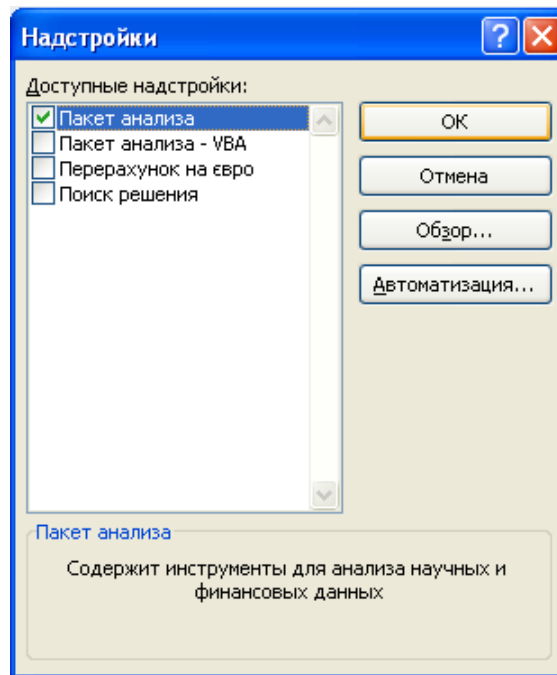 Надстройки
Доступные надстройки:
Пакет анализа
Пакет анализа - VBA
Перерахунок на євро
Поиск решения
ОК
Отмена
Обзор...
Автоматизация...
Пакет анализа
Содержит инструменты для анализа научных и
финансовых данных